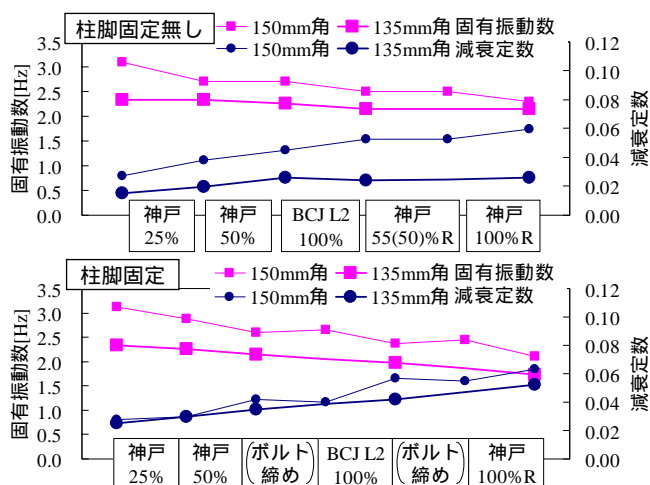 柱脚固定無し
150mm角 135mm角 固有振動数
150mm角 135mm角 減衰定数
3.5 0.12
3.0 0.10
2.5 0.08
2.0
1.5 0.06
1.0 0.04
0.5 0.02
0.0 0.00
固有振動数[Hz]
減衰定数
神戸 神戸 BCJ L2 神戸 神戸
25% 50% 100% 55(50)%R 100%R
柱脚固定
150mm角 135mm角 固有振動数
150mm角 135mm角 減衰定数
3.5 0.12
3.0 0.10
2.5 0.08
2.0
1.5 0.06
1.0 0.04
0.5 0.02
0.0 0.00
固有振動数[Hz]
減衰定数
神戸 神戸 (ボルト BCJ L2 (ボルト 神戸
25% 50% 締め) 100% 締め) 100%R